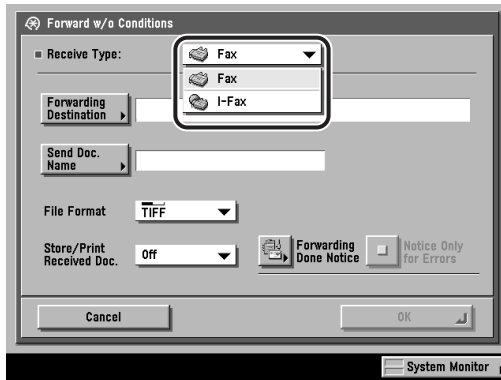 Forward w/o Conditions
Receive Type:
Fax
Fax
I-Fax
Forwarding
Destination
Send Doc.
Name
File Format
TIFF
Store/Print
Received Doc.
Off
Forwarding
Done Notice
Notice Only
for Errors
Cancel
OK
System Monitor